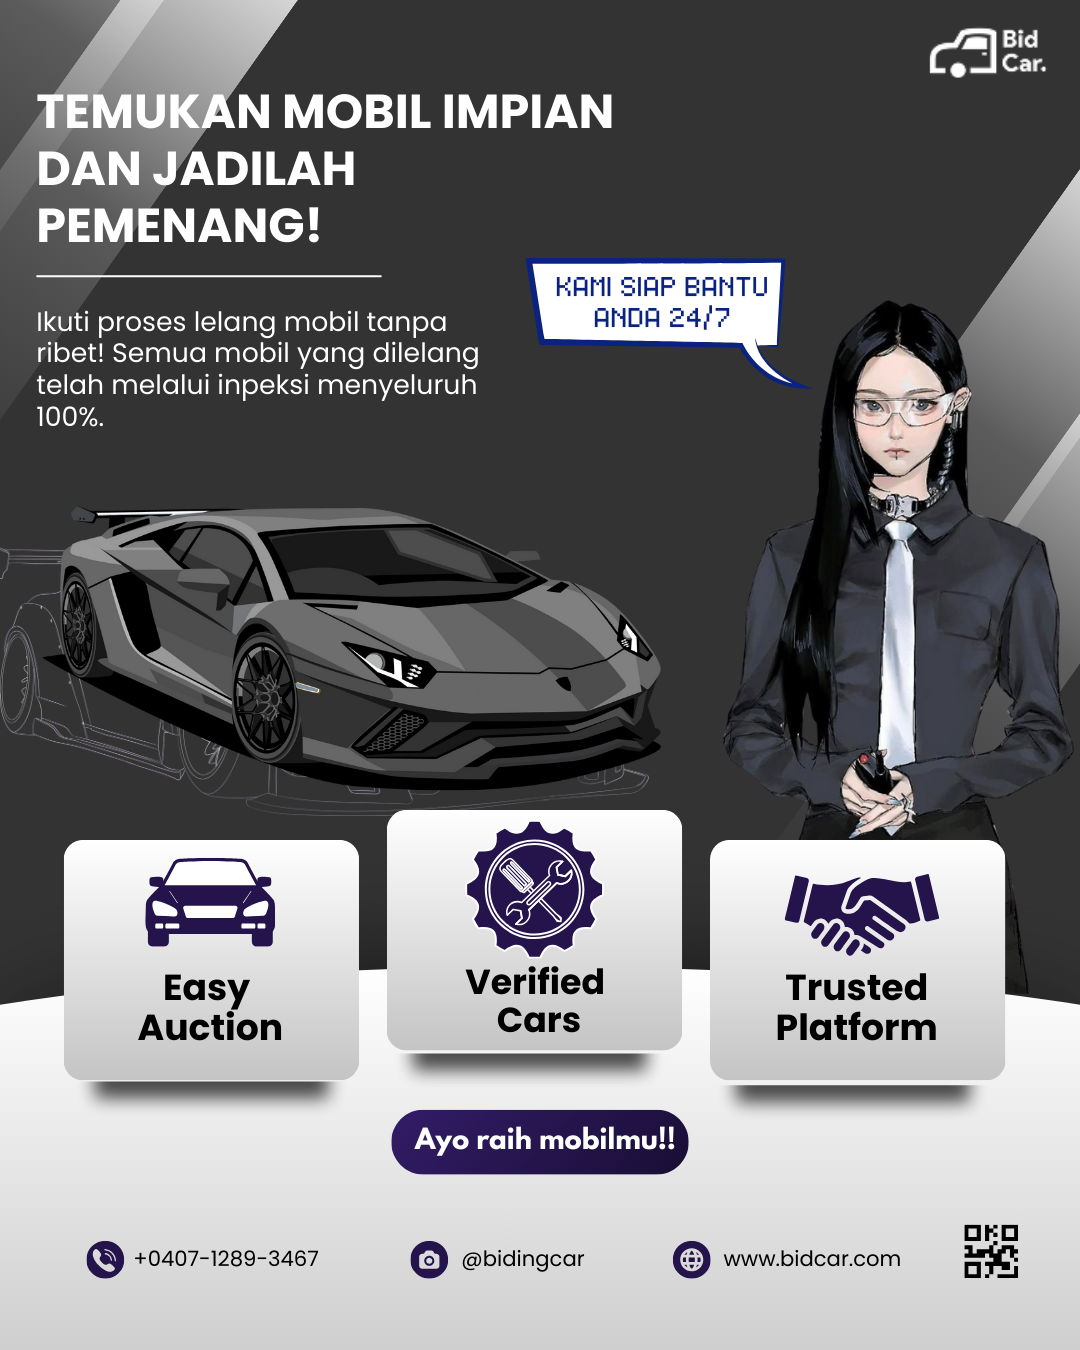 Bid
Car.
TEMUKAN MOBIL IMPIAN
DAN JADILAH
PEMENANG!
Ikuti proses lelang mobil tanpa
ribet! Semua mobil yang dilelang
telah melalui inpeksi menyeluruh
100%.
KAMI SIAP BANTU
ANDA 24/7
Easy
Auction
Verified
Cars
Trusted
Platform
Ayo raih mobilmu!!
+0407-1289-3467
@bidingcar
www.bidcar.com